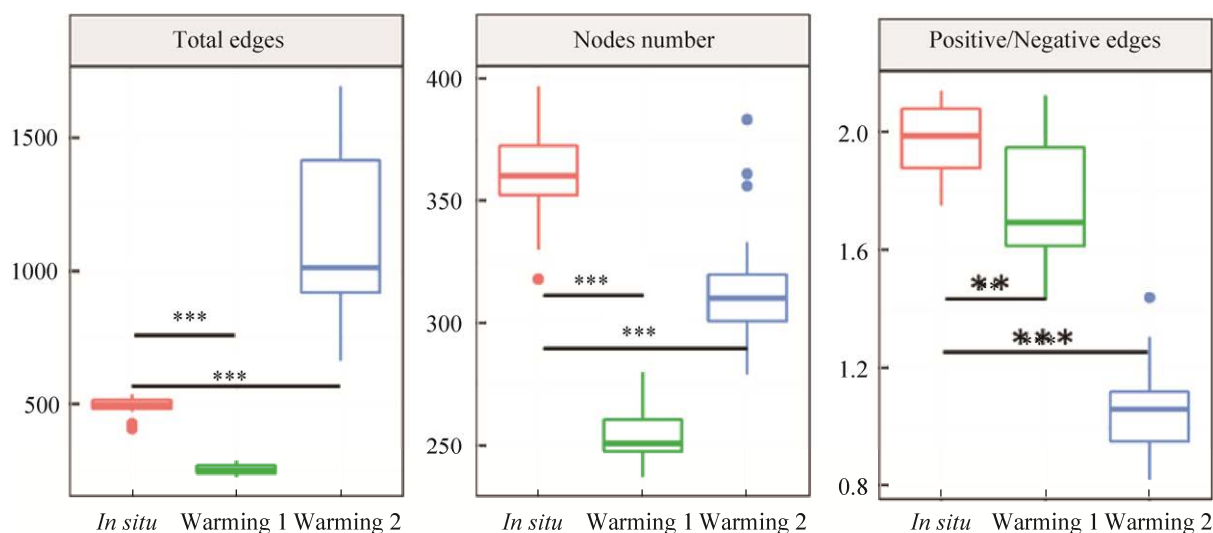 Total edges
1500
1000
500
***
***
In situ Warming 1 Warming 2
Nodes number
400
350
300
250
***
***
In situ Warming 1 Warming 2
Positive/Negative edges
2.0
1.6
1.2
0.8
**
***
In situ Warming 1 Warming 2